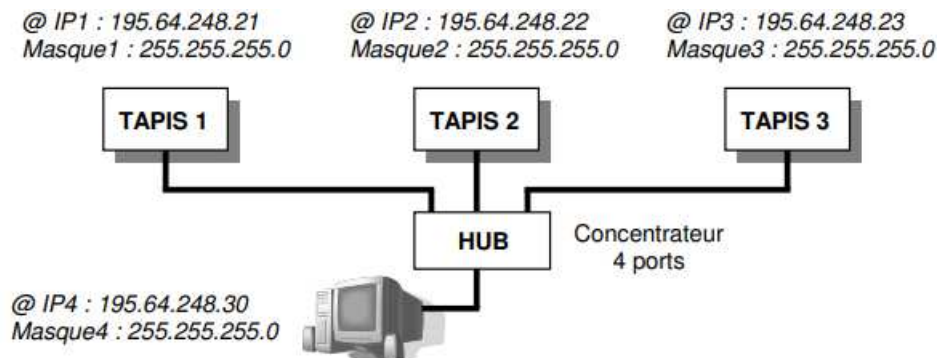 @ IP1 : 195.64.248.21
Masque1 : 255.255.255.0
@ IP2 : 195.64.248.22
Masque2 : 255.255.255.0
@ IP3 : 195.64.248.23
Masque3 : 255.255.255.0
TAPIS 1
TAPIS 2
TAPIS 3
HUB
Concentrateur
4 ports
@ IP4 : 195.64.248.30
Masque4 : 255.255.255.0